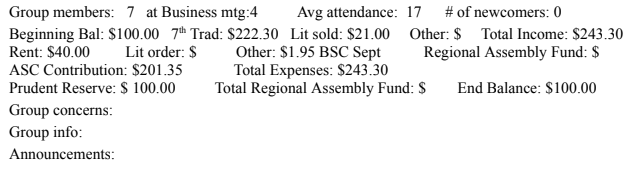 Group members: 7 at Business mtg:4 Avg attendance: 17 # of newcomers: 0
Beginning Bal: $100.00 7th Trad: $222.30 Lit sold: $21.00 Other: $ Total Income: $243.30
Rent: $40.00 Lit order: $ Other: $1.95 BSC Sept Regional Assembly Fund: $
ASC Contribution: $201.35 Total Expenses: $243.30
Prudent Reserve: $ 100.00 Total Regional Assembly Fund: $ End Balance: $100.00
Group concerns:
Group info:
Announcements: